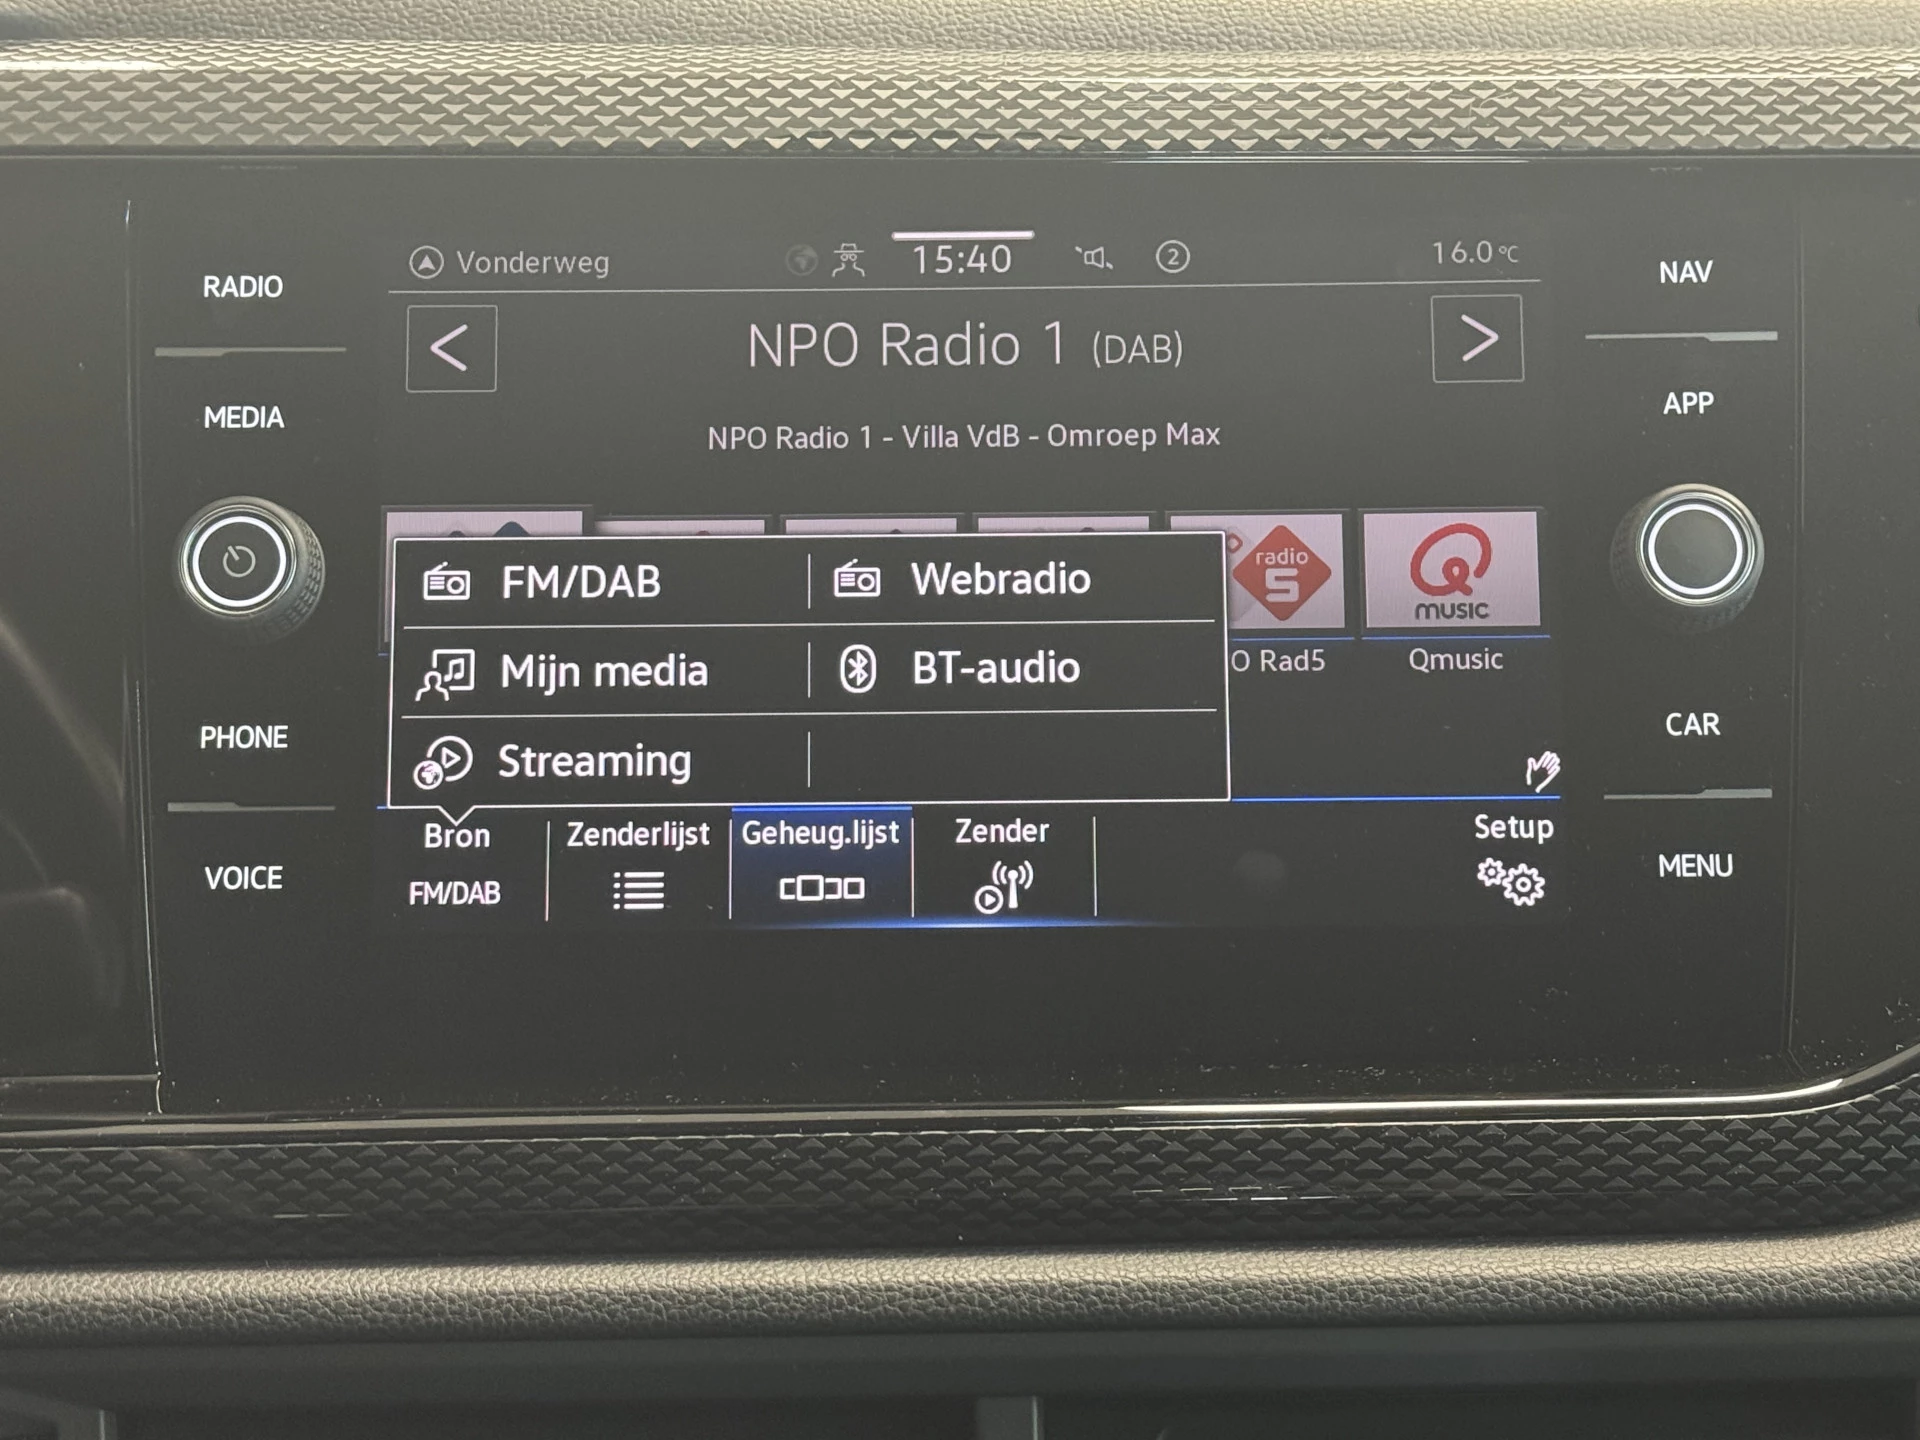 RADIO
MEDIA
PHONE
VOICE
Vonderweg
15:40
2
16.0 °C
<
NPO Radio 1 (DAB)
>
NPO Radio 1 - Villa VdB - Omroep Max
FM/DAB
Webradio
Mijn media
BT-audio
Streaming
radio
5
O Rad5
Q
MUSIC
Qmusic
Bron
FM/DAB
Zenderlijst
Geheug.lijst
Zender
Setup
NAV
APP
CAR
MENU